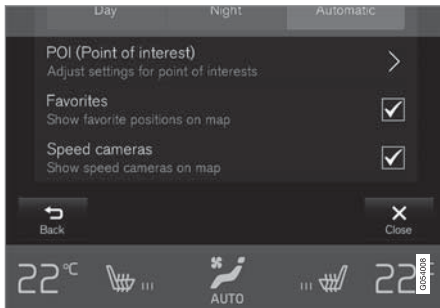 Day Night Automatic
POI (Point of interest)
Adjust settings for point of interests
Favorites
Show favorite positions on map
Speed cameras
Show speed cameras on map
Back Close
22°C AUTO 22°
G054008